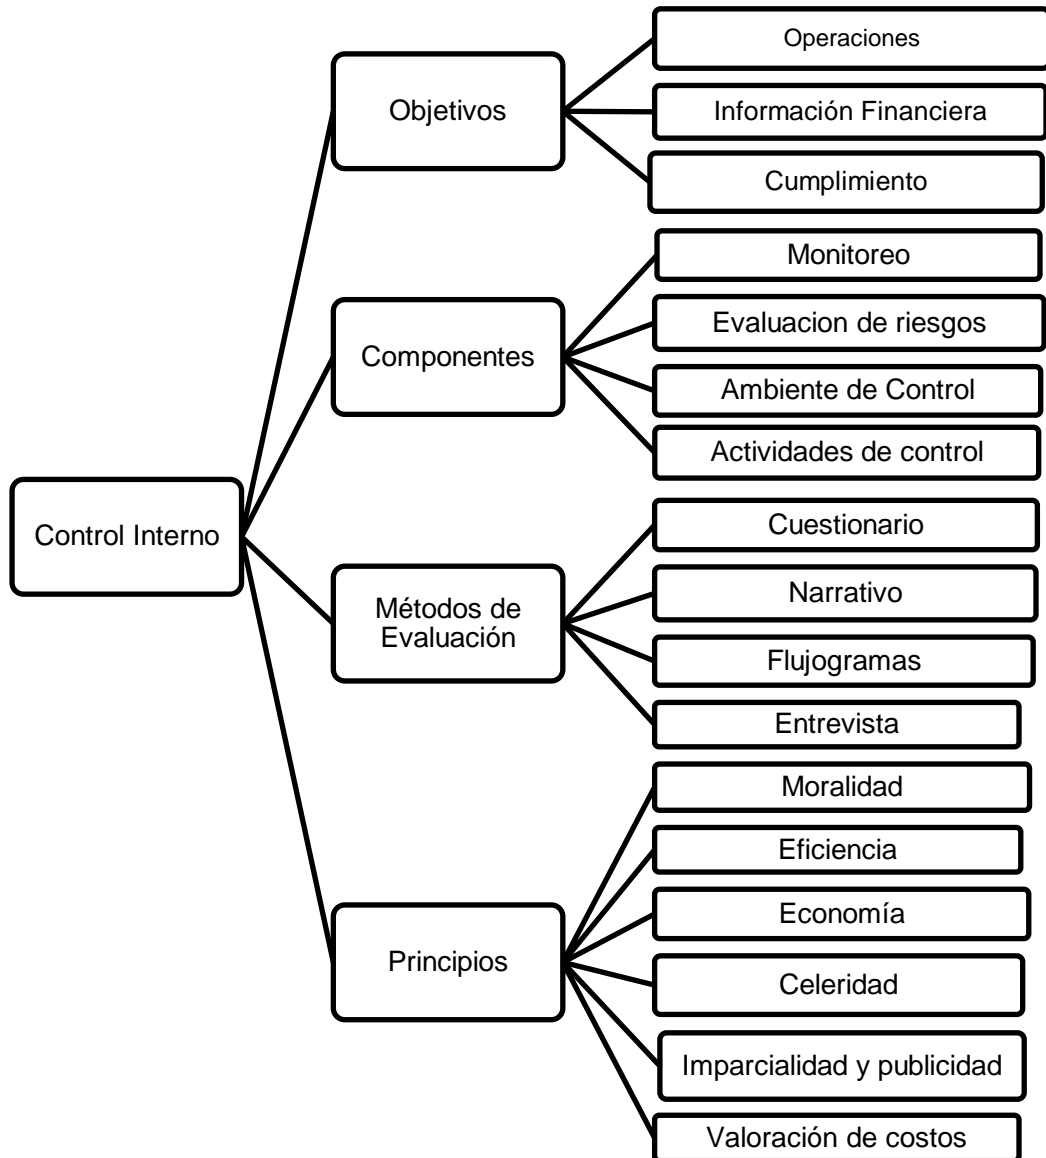 Control Interno
Objetivos
Operaciones
Información Financiera
Cumplimiento
Componentes
Monitoreo
Evaluacion de riesgos
Ambiente de Control
Actividades de control
Métodos de
Evaluación
Cuestionario
Narrativo
Flujogramas
Entrevista
Principios
Moralidad
Eficiencia
Economía
Celeridad
Imparcialidad y publicidad
Valoración de costos